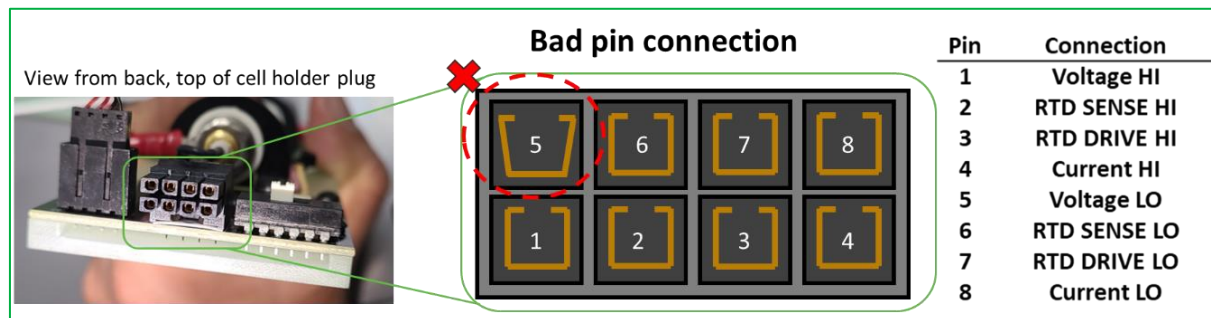 Bad pin connection
View from back, top of cell holder plug
5 6 7 8
1 2 3 4
Pin Connection
1 Voltage HI
2 RTD SENSE HI
3 RTD DRIVE HI
4 Current HI
5 Voltage LO
6 RTD SENSE LO
7 RTD DRIVE LO
8 Current LO